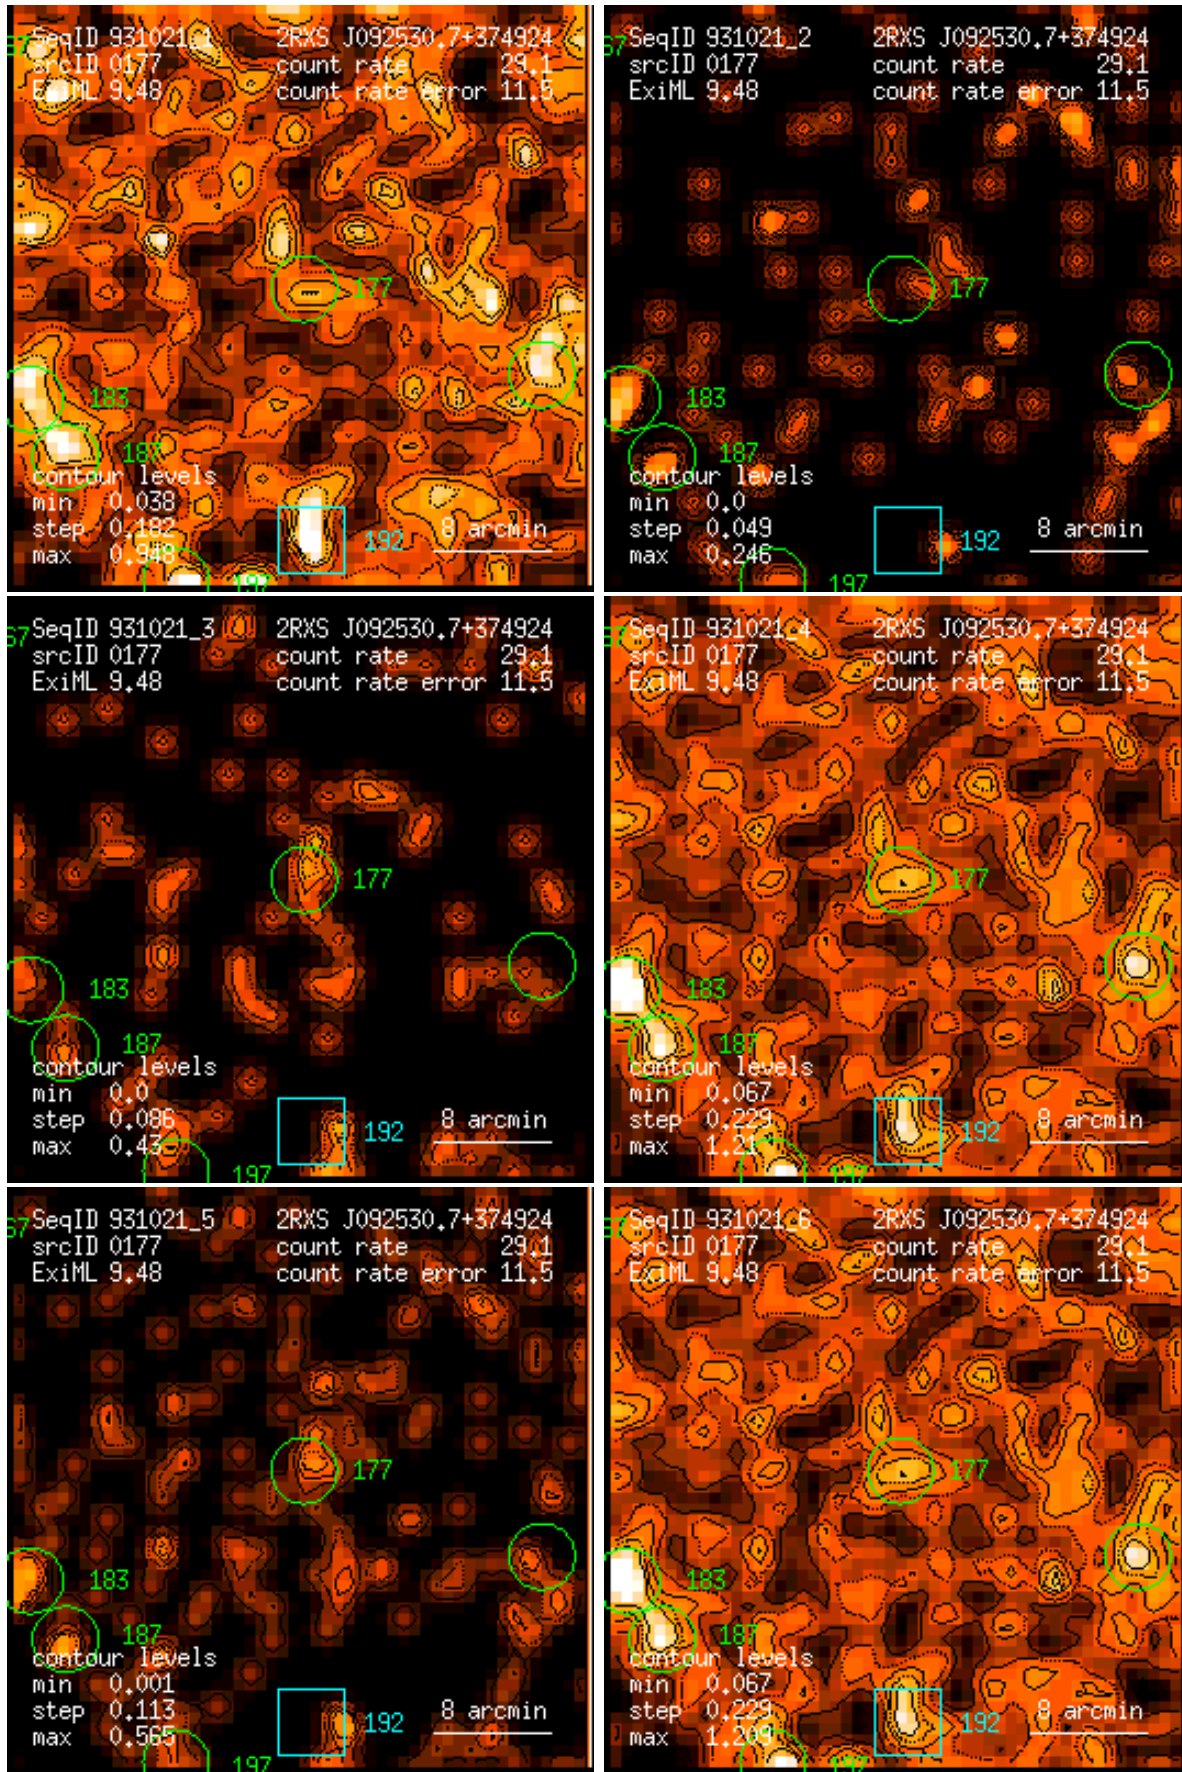 SeqID 931021_1 2RXS J092530.7+374924
67 srcID 0177 count rate 29.1
ExiML 9.48 count rate error 11.5
177
183
187
contour levels
min 0.038
step 0.182 8 arcmin
max 0.948 192
197
SeqID 931021_2 2RXS J092530.7+374924
67 srcID 0177 count rate 29.1
ExiML 9.48 count rate error 11.5
177
183
187
contour levels
min 0.0
step 0.049 8 arcmin
max 0.246 192
197
SeqID 931021_3 2RXS J092530.7+374924
67 srcID 0177 count rate 29.1
ExiML 9.48 count rate error 11.5
177
183
187
contour levels
min 0.0
step 0.086 8 arcmin
max 0.43 192
197
SeqID 931021_4 2RXS J092530.7+374924
67 srcID 0177 count rate 29.1
ExiML 9.48 count rate error 11.5
177
183
187
contour levels
min 0.067
step 0.229 8 arcmin
max 1.21 192
197
SeqID 931021_5 2RXS J092530.7+374924
67 srcID 0177 count rate 29.1
ExiML 9.48 count rate error 11.5
177
183
187
contour levels
min 0.001
step 0.113 8 arcmin
max 0.565 192
197
SeqID 931021_6 2RXS J092530.7+374924
67 srcID 0177 count rate 29.1
ExiML 9.48 count rate error 11.5
177
183
187
contour levels
min 0.067
step 0.229 8 arcmin
max 1.209 192
197